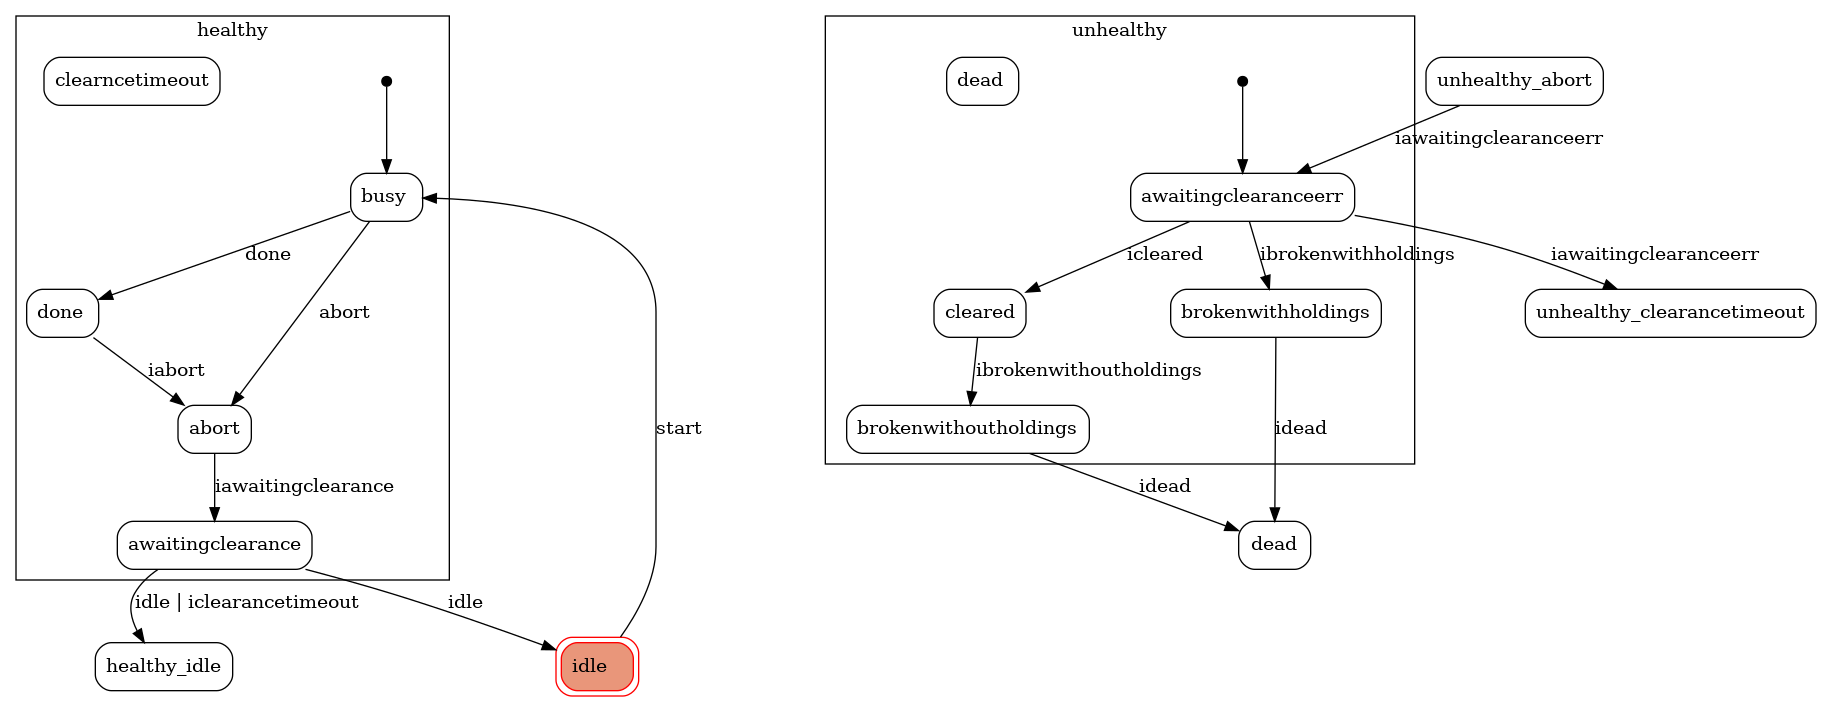 healthy
unhealthy
clearncetimeout
dead
unhealthy_abort
iawaitingclearanceerr
busy
awaitingclearanceerr
done
icleared
ibrokenwithholdings
iawaitingclearanceerr
done
abort
cleared
brokenwithholdings
unhealthy_clearancetimeout
iabort
ibrokenwithoutholdings
abort
start
brokenwithoutholdings
idead
iawaitingclearance
idead
awaitingclearance
dead
idle | iclearancetimeout
idle
healthy_idle
idle